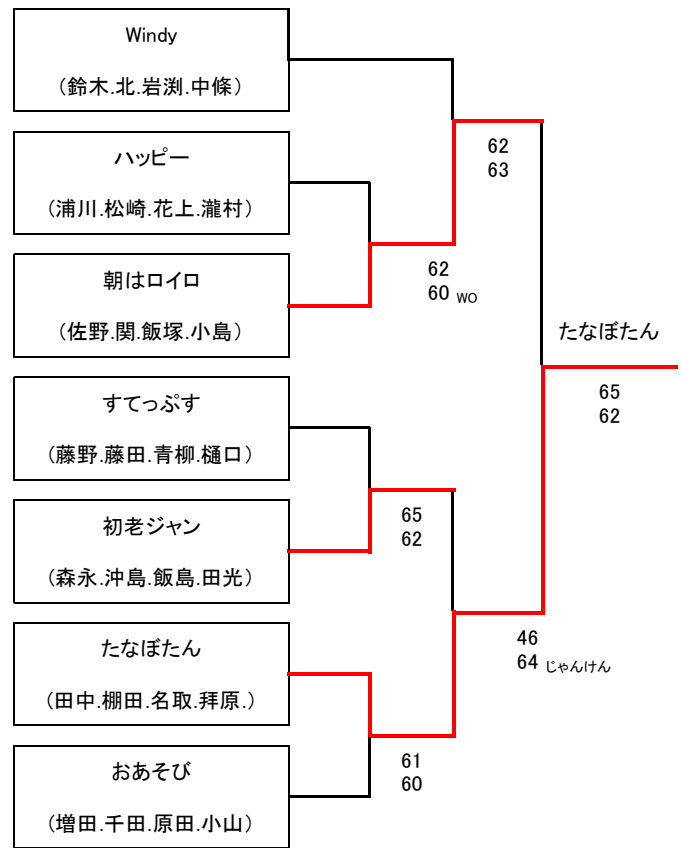 Windy
（鈴木.北.岩渕.中條）
ハッピー
（浦川.松崎.花上.瀧村）
朝はロイロ
（佐野.関.飯塚.小島）
すてっぷす
（藤野.藤田.青柳.樋口）
初老ジャン
（森永.沖島.飯島.田光）
たなぼたん
（田中.棚田.名取.拝原.）
おあそび
（増田.千田.原田.小山）
62
60 WO
65
62
61
60
62
63
46
64 じゃんけん
たなぼたん
65
62